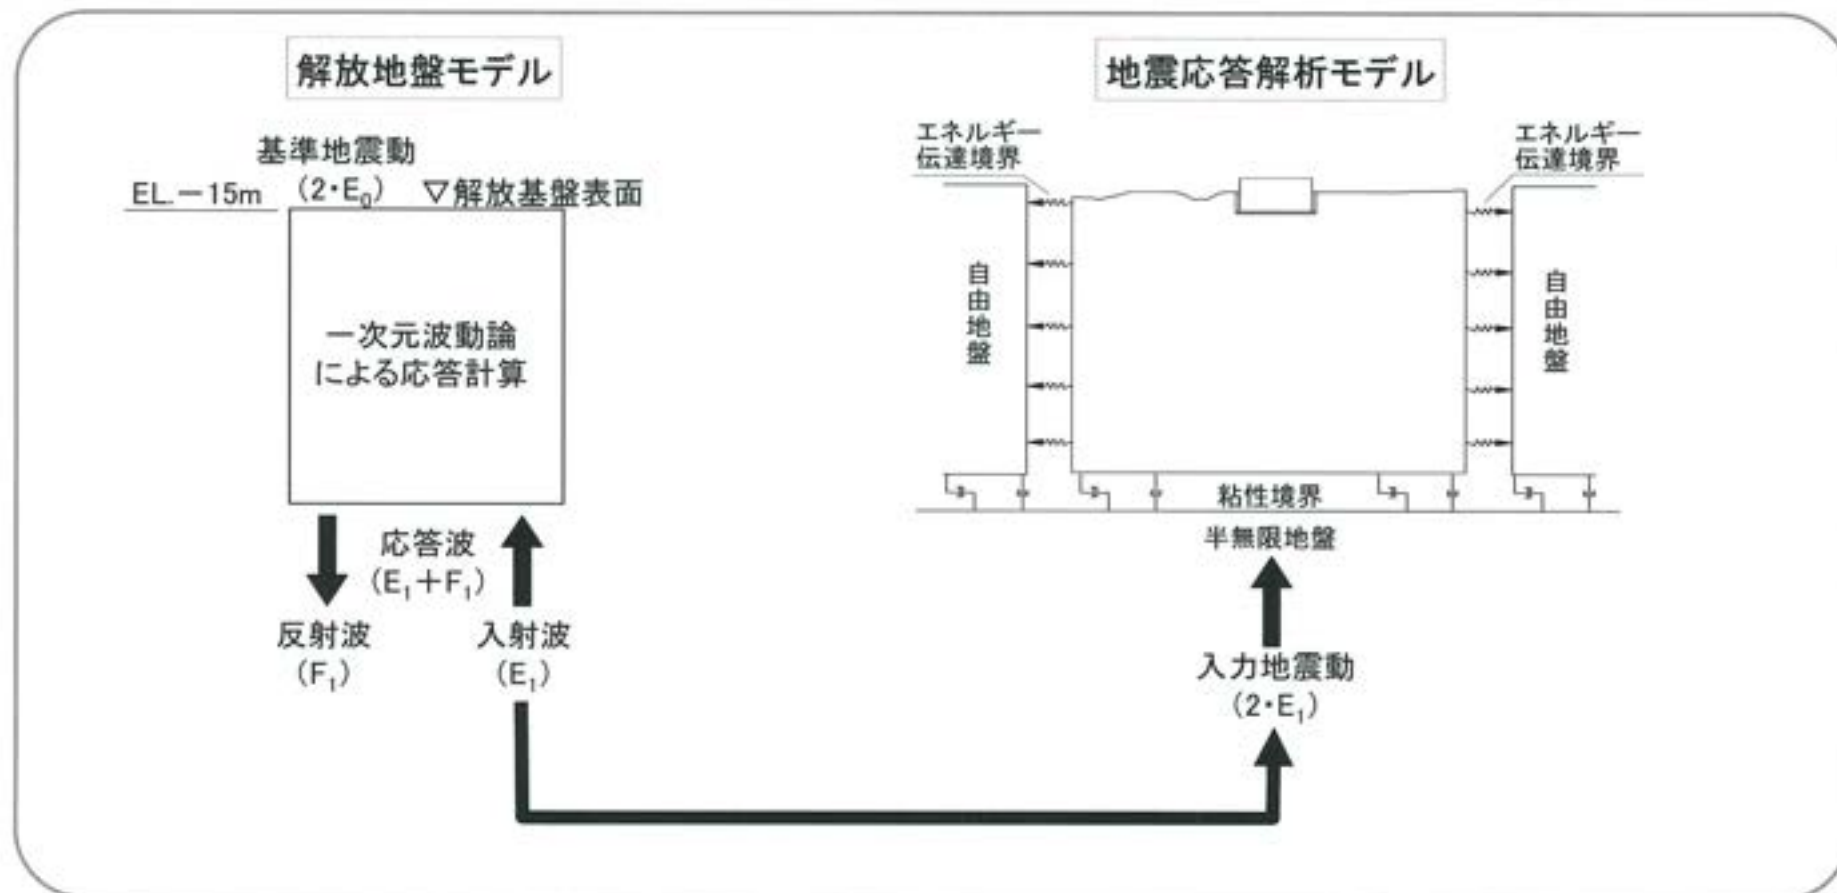 解放地盤モデル
基準地震動
(2・E₀)
EL.－15m
▽解放基盤表面
一次元波動論
による応答計算
応答波
(E₁＋F₁)
反射波
(F₁)
入射波
(E₁)
地震応答解析モデル
エネルギー
伝達境界
エネルギー
伝達境界
自由地盤
自由地盤
粘性境界
半無限地盤
入力地震動
(2・E₁)